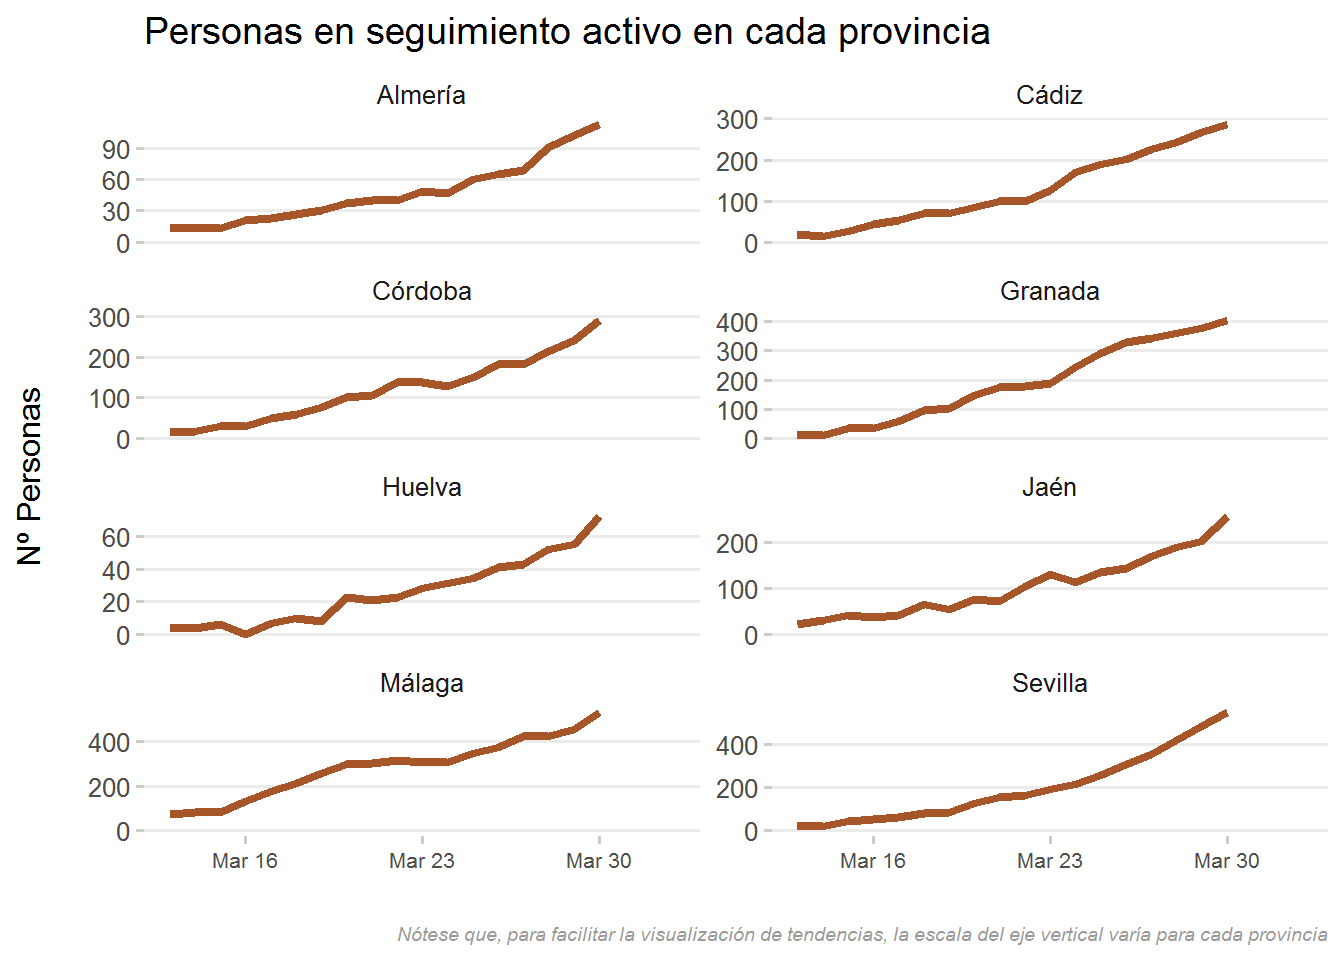 Personas en seguimiento activo en cada provincia
Nº Personas
Almería
90
60
30
0
Cádiz
300
200
100
0
Córdoba
300
200
100
0
Granada
400
300
200
100
0
Huelva
60
40
20
0
Jaén
200
100
0
Málaga
400
200
0
Sevilla
400
200
0
Mar 16 Mar 23 Mar 30
Mar 16 Mar 23 Mar 30
Nótese que, para facilitar la visualización de tendencias, la escala del eje vertical varía para cada provincia